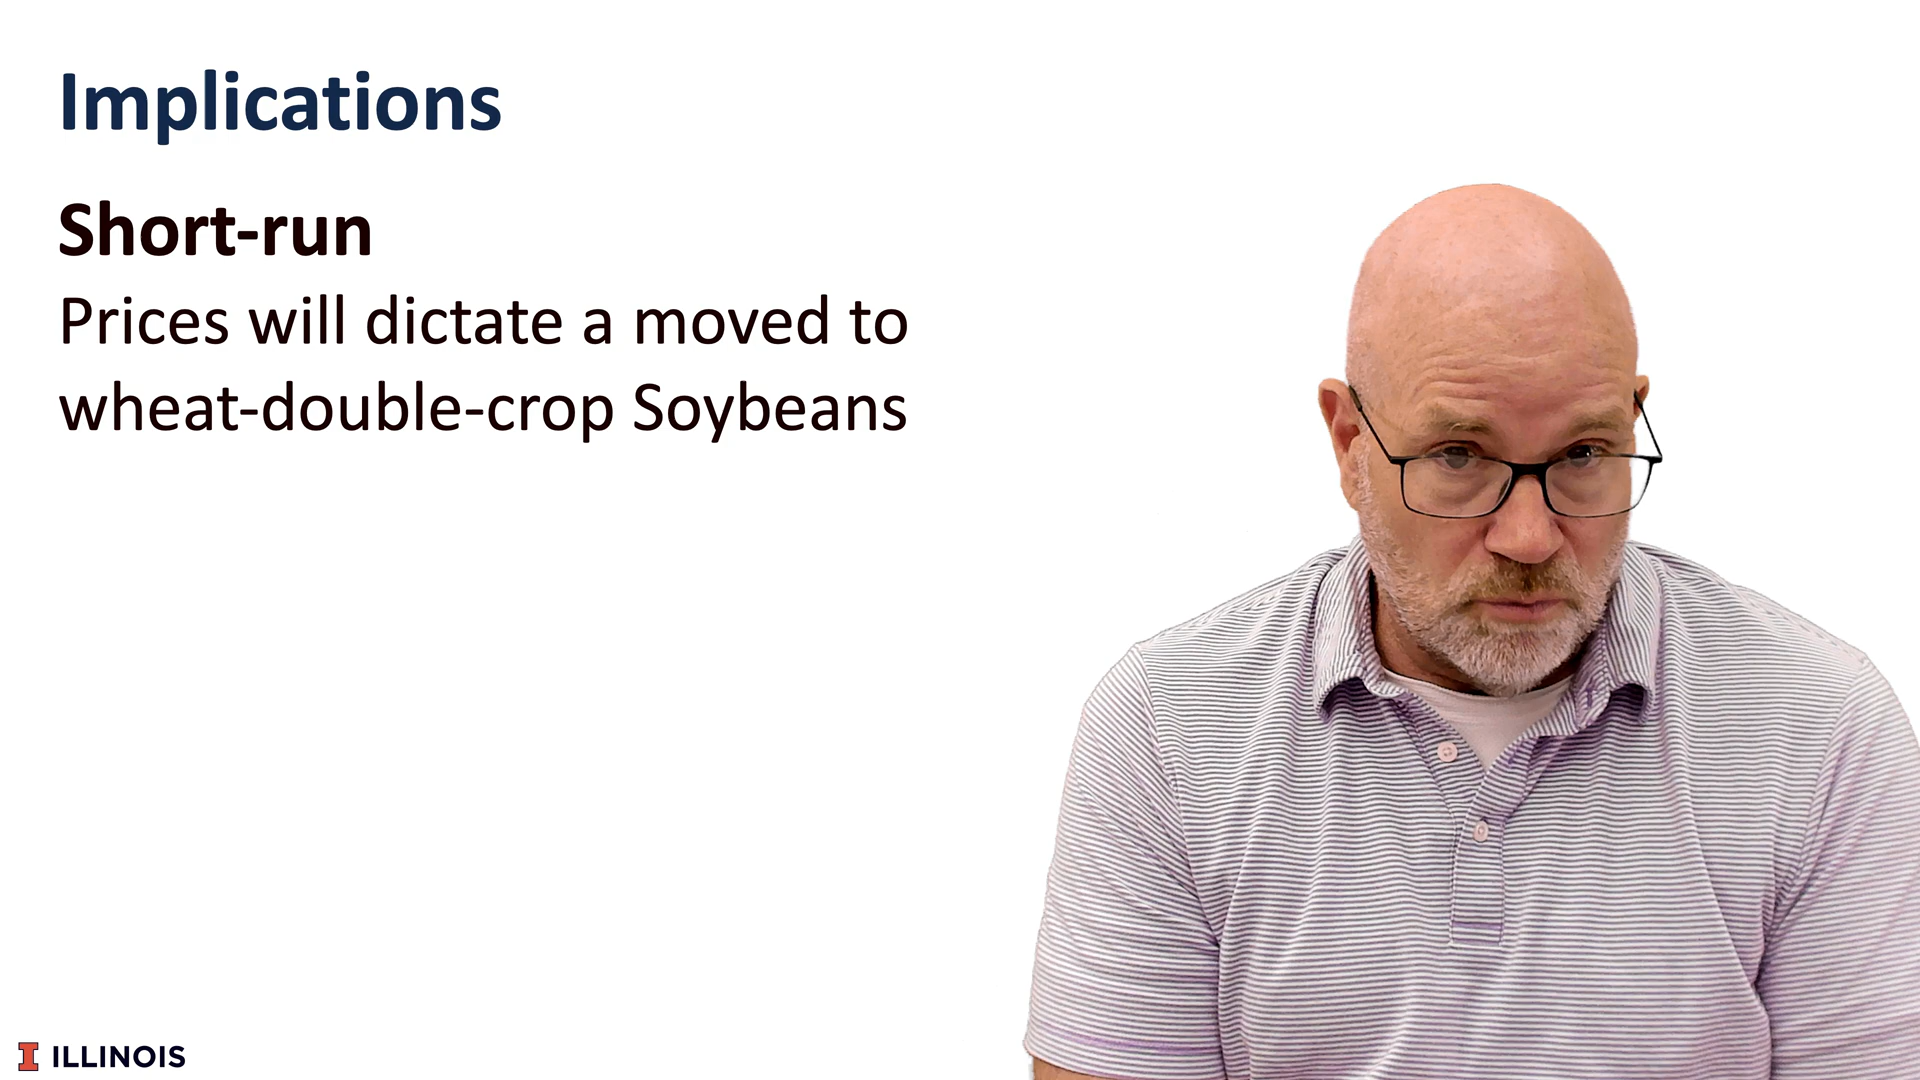 Implications
Short-run
Prices will dictate a moved to
wheat-double-crop Soybeans
ILLINOIS